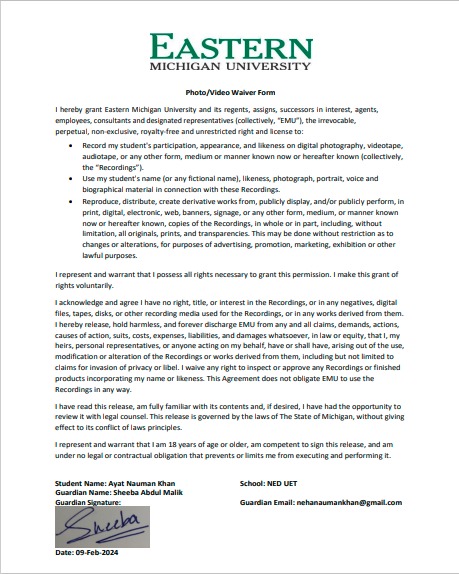 EASTERN
MICHIGAN UNIVERSITY
Photo/Video Waiver Form
I hereby grant Eastern Michigan University and its regents, assigns, successors in interest, agents,
employees, consultants and designated representatives (collectively, “EMU”), the irrevocable,
perpetual, non-exclusive, royalty-free and unrestricted right and license to:
• Record my student's participation, appearance, and likeness on digital photography, videotape,
audiotape, or any other form, medium or manner known now or hereafter known (collectively,
the “Recordings”).
• Use my student's name (or any fictional name), likeness, photograph, portrait, voice and
biographical material in connection with these Recordings.
• Reproduce, distribute, create derivative works from, publicly display, and/or publicly perform, in
print, digital, electronic, web, banners, signage, or any other form, medium, or manner known
now or hereafter known, copies of the Recordings, in whole or in part, including, without
limitation, all originals, prints, and transparencies. This may be done without restriction as to
changes or alterations, for purposes of advertising, promotion, marketing, exhibition or other
lawful purposes.
I represent and warrant that I possess all rights necessary to grant this permission. I make this grant of
rights voluntarily.
I acknowledge and agree I have no right, title, or interest in the Recordings, or in any negatives, digital
files, tapes, disks, or other recording media used for the Recordings, or in any works derived from them.
I hereby release, hold harmless, and forever discharge EMU from any and all claims, demands, actions,
causes of action, suits, costs, expenses, liabilities, and damages whatsoever, in law or equity, that I, my
heirs, personal representatives, or anyone acting on my behalf, have or shall have, arising out of the use,
modification or alteration of the Recordings or works derived from them, including but not limited to
claims for invasion of privacy or libel. I waive any right to inspect or approve any Recordings or finished
products incorporating my name or likeness. This Agreement does not obligate EMU to use the
Recordings in any way.
I have read this release, am fully familiar with its contents and, if desired, I have had the opportunity to
review it with legal counsel. This release is governed by the laws of The State of Michigan, without giving
effect to its conflict of laws principles.
I represent and warrant that I am 18 years of age or older, am competent to sign this release, and am
under no legal or contractual obligation that prevents or limits me from executing and performing it.
Student Name: Ayat Nauman Khan School: NED UET
Guardian Name: Sheeba Abdul Malik
Guardian Signature: Guardian Email: nehanaumankhan@gmail.com
Sheeba
Date: 09-Feb-2024